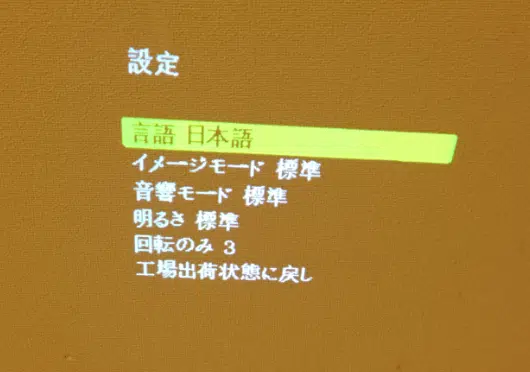 設定
言語 日本語
イメージモード 標準
音響モード 標準
明るさ 標準
回転のみ 3
工場出荷状態に戻し